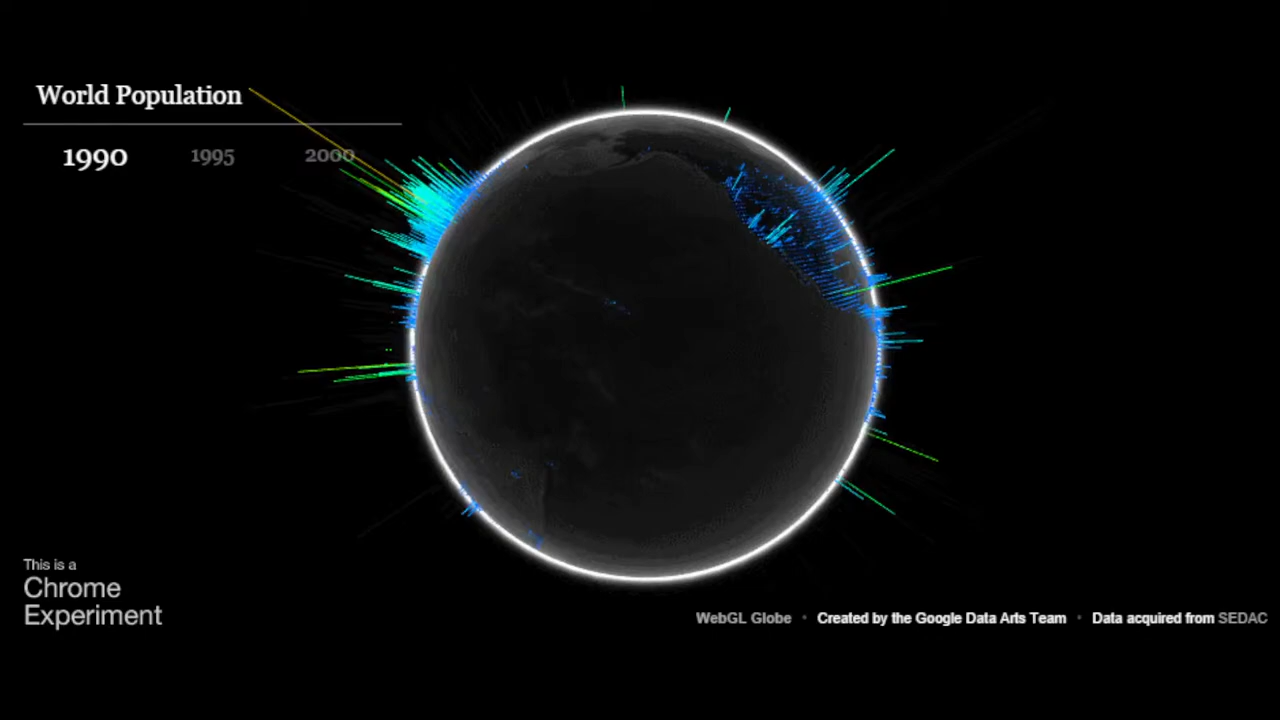 World Population
1990 1995 2000
This is a
Chrome
Experiment
WebGL Globe • Created by the Google Data Arts Team • Data acquired from SEDAC